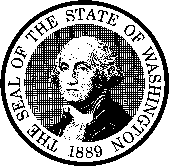 THE SEAL OF THE STATE OF WASHINGTON
1889